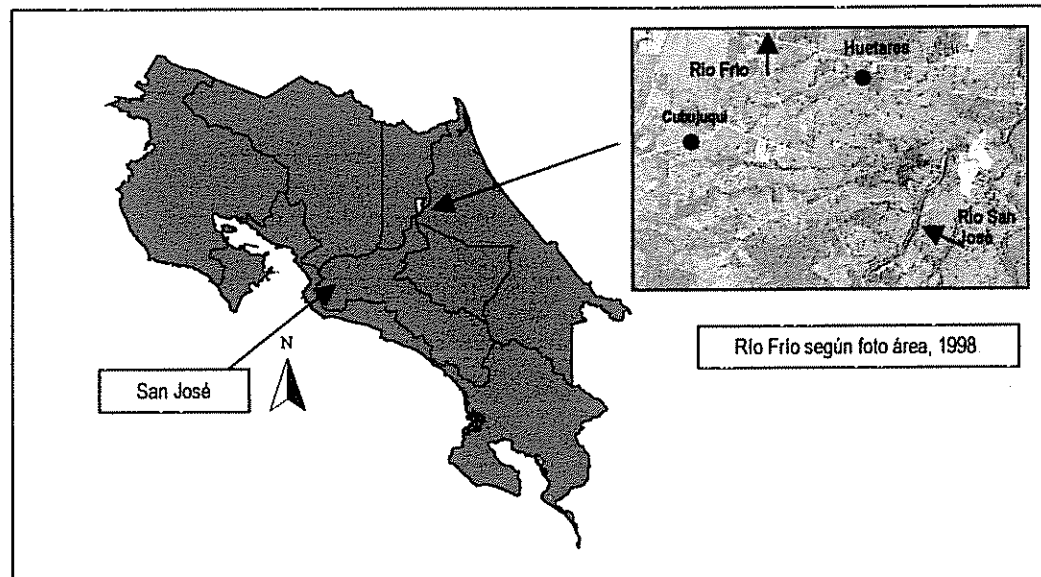 Huetares
Río Frío
Cubujuquí
Río San
José
Río Frío según foto área, 1998
N
San José